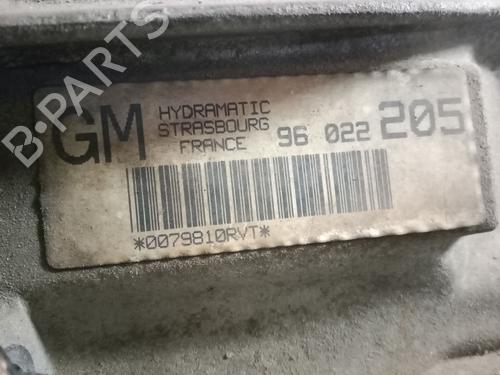 B-PARTS
GM HYDRAMATIC
STRASBOURG
FRANCE 96 022 205
*0079810RVT*